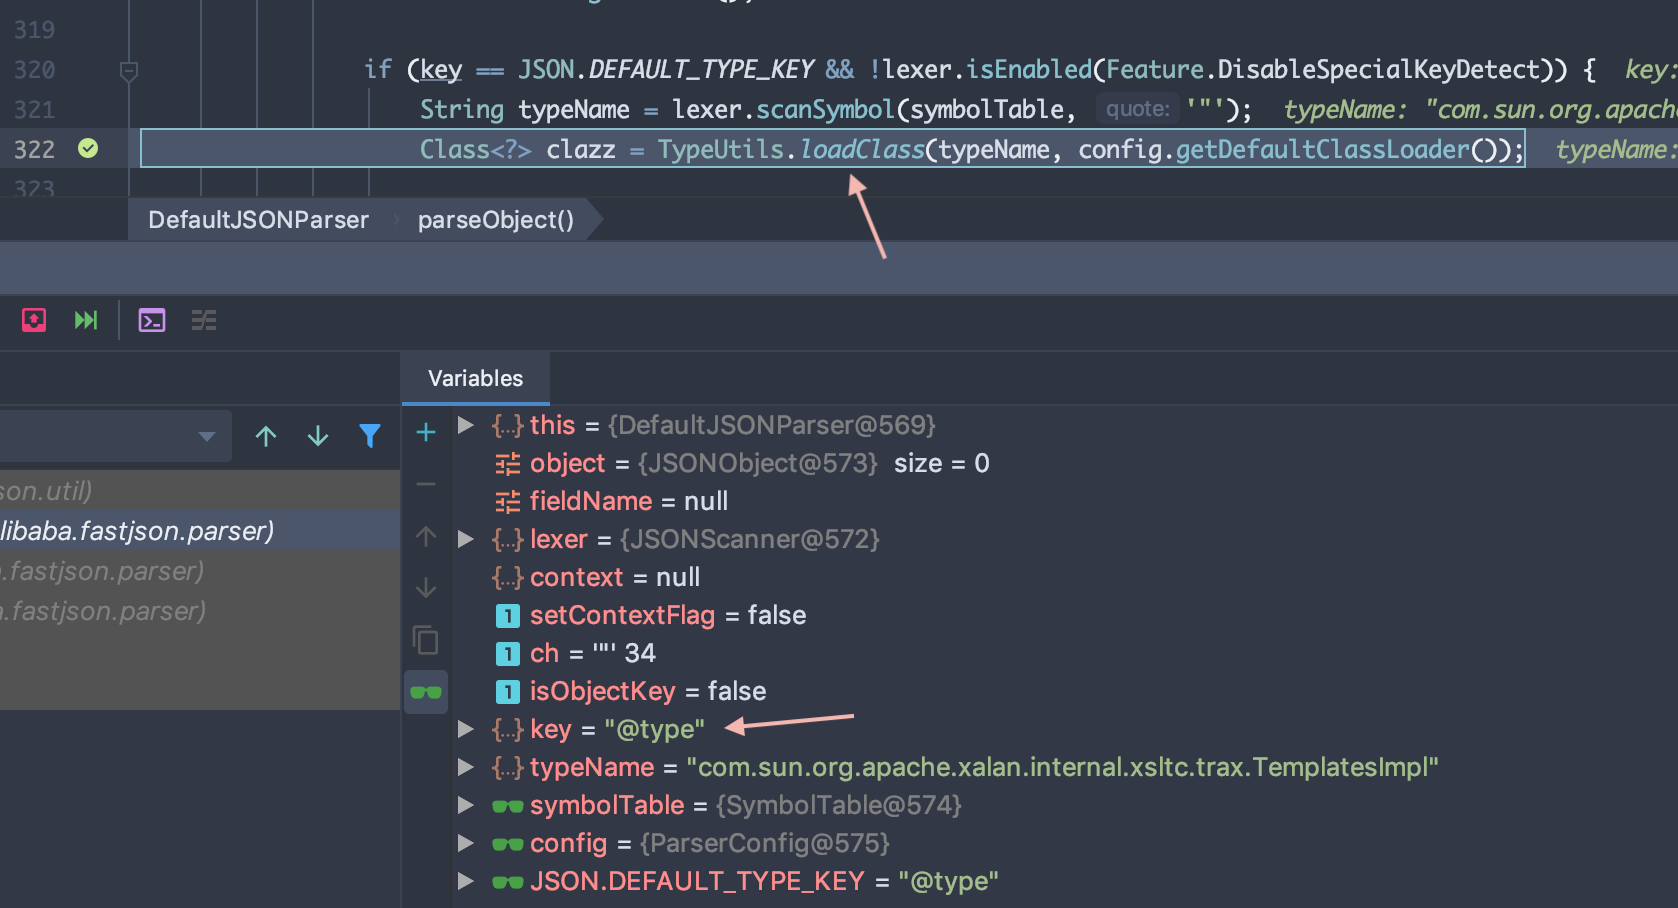 319
320 if (key == JSON.DEFAULT_TYPE_KEY && !lexer.isEnabled(Feature.DisableSpecialKeyDetect)) { key:
321 String typeName = lexer.scanSymbol(symbolTable, quote: '"'); typeName: "com.sun.org.apach
322 Class<?> clazz = TypeUtils.loadClass(typeName, config.getDefaultClassLoader()); typeName:
323
DefaultJSONParser parseObject()
Variables
this = {DefaultJSONParser@569}
object = {JSONObject@573} size = 0
son.util)
fieldName = null
libaba.fastjson.parser)
lexer = {JSONScanner@572}
.fastjson.parser)
context = null
a.fastjson.parser)
setContextFlag = false
ch = '"' 34
isObjectKey = false
key = "@type"
typeName = "com.sun.org.apache.xalan.internal.xsltc.trax.TemplatesImpl"
symbolTable = {SymbolTable@574}
config = {ParserConfig@575}
JSON.DEFAULT_TYPE_KEY = "@type"